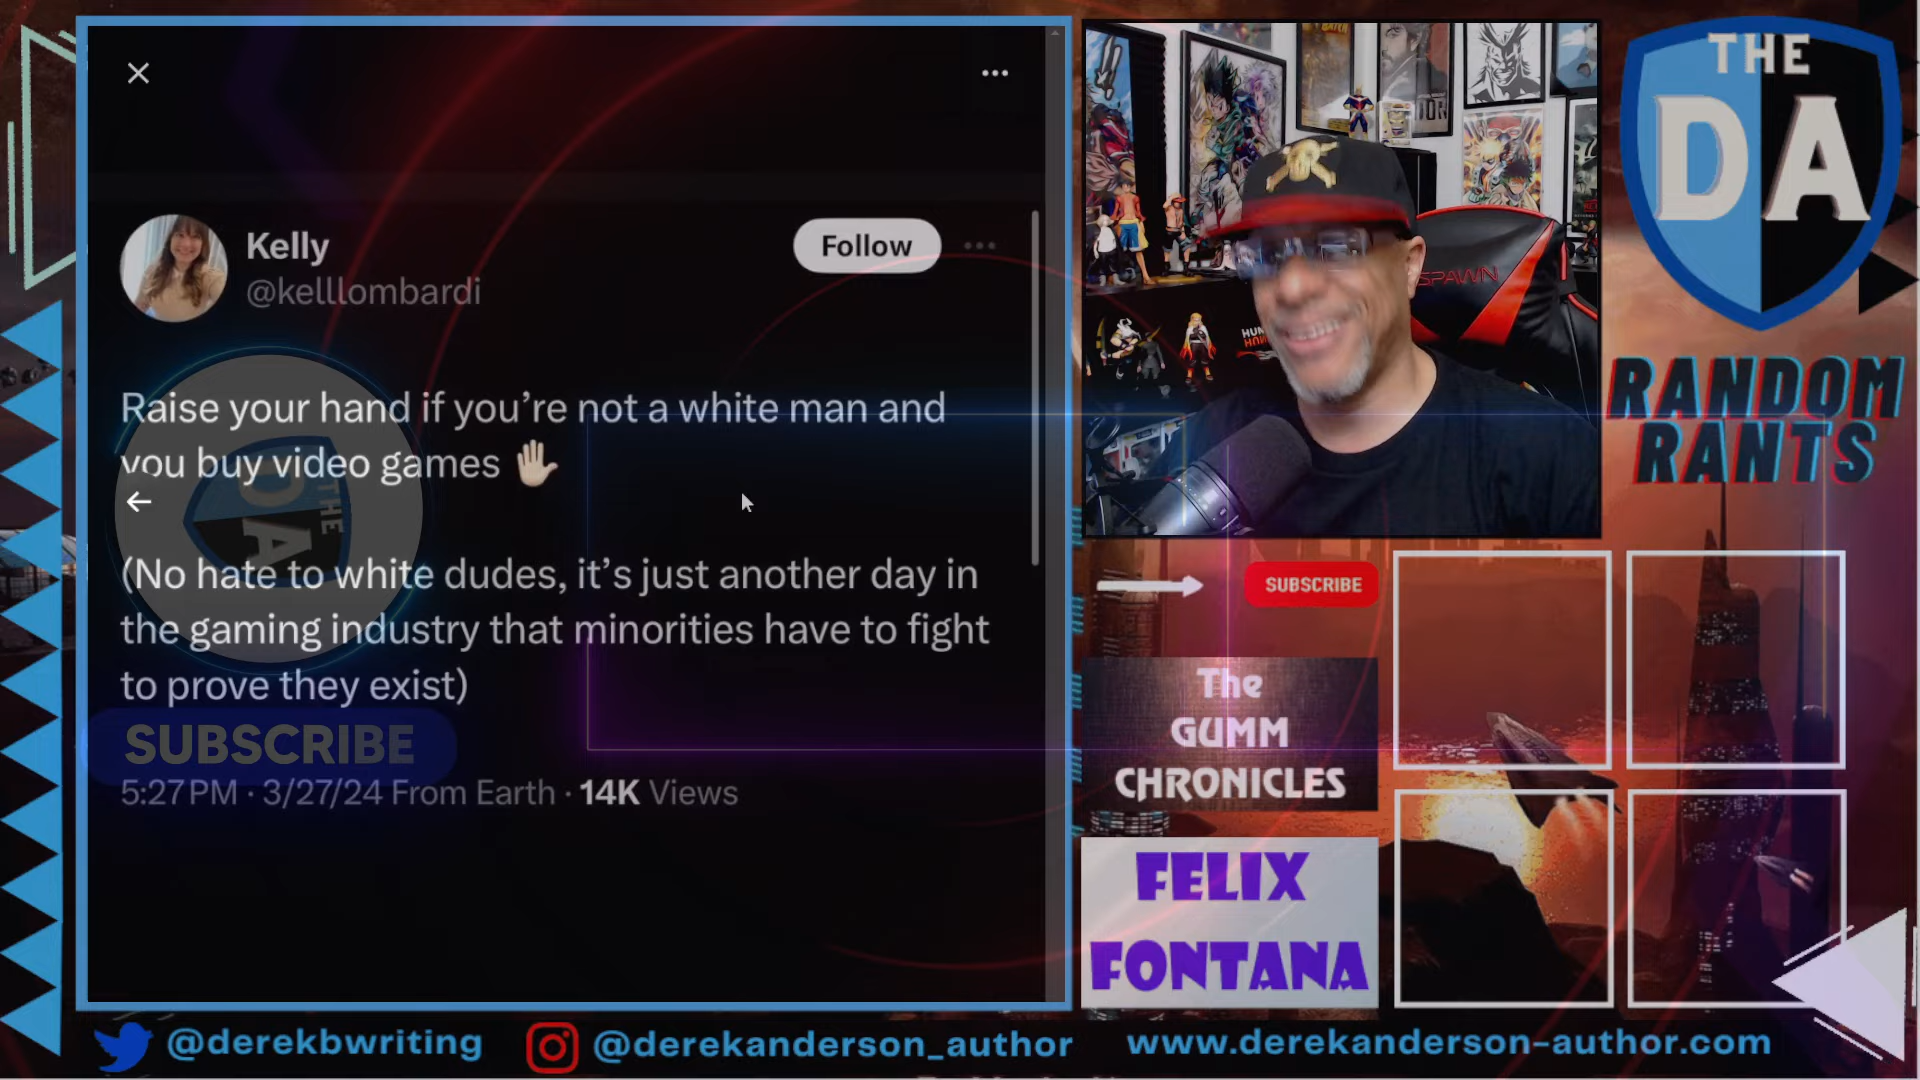 Kelly
@kelllombardi
Follow
Raise your hand if you’re not a white man and
you buy video games
(No hate to white dudes, it’s just another day in
the gaming industry that minorities have to fight
to prove they exist)
5:27 PM · 3/27/24 From Earth · 14K Views
THE
DA
SUBSCRIBE
SPAWN
THE
DA
RANDOM
RANTS
SUBSCRIBE
The
GUMM
CHRONICLES
FELIX
FONTANA
@derekbwriting
@derekanderson_author
www.derekanderson-author.com